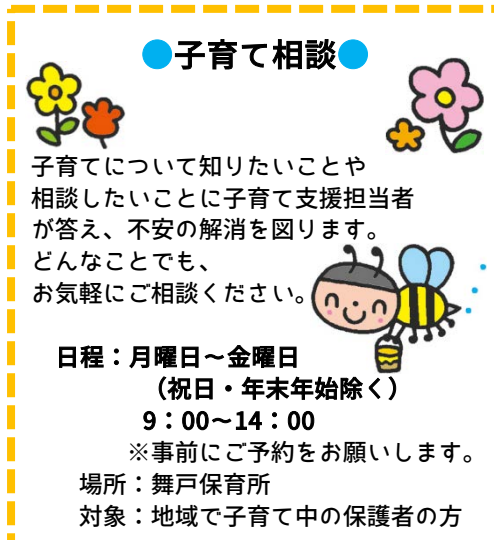 ●子育て相談●
子育てについて知りたいことや
相談したいことに子育て支援担当者
が答え、不安の解消を図ります。
どんなことでも、
お気軽にご相談ください。
日程：月曜日～金曜日
（祝日・年末年始除く）
9：00～14：00
※事前にご予約をお願いします。
場所：舞戸保育所
対象：地域で子育て中の保護者の方